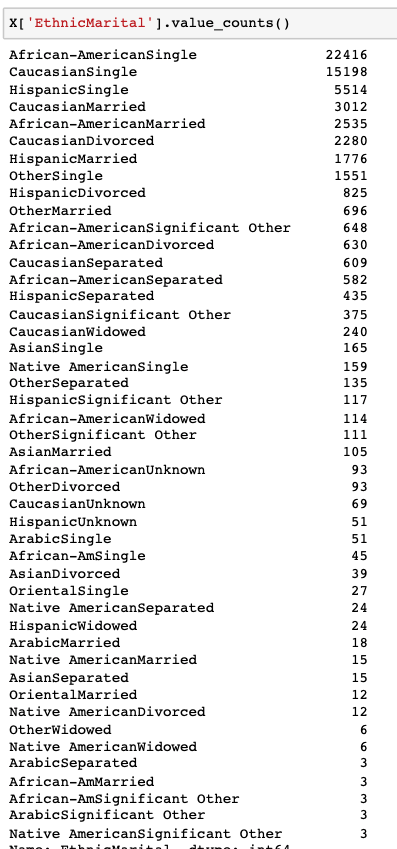 X['EthnicMarital'].value_counts()
African-AmericanSingle 22416
CaucasianSingle 15198
HispanicSingle 5514
CaucasianMarried 3012
African-AmericanMarried 2535
CaucasianDivorced 2280
HispanicMarried 1776
OtherSingle 1551
HispanicDivorced 825
OtherMarried 696
African-AmericanSignificant Other 648
African-AmericanDivorced 630
CaucasianSeparated 609
African-AmericanSeparated 582
HispanicSeparated 435
CaucasianSignificant Other 375
CaucasianWidowed 240
AsianSingle 165
Native AmericanSingle 159
OtherSeparated 135
HispanicSignificant Other 117
African-AmericanWidowed 114
OtherSignificant Other 111
AsianMarried 105
African-AmericanUnknown 93
OtherDivorced 93
CaucasianUnknown 69
HispanicUnknown 51
ArabicSingle 51
African-AmSingle 45
AsianDivorced 39
OrientalSingle 27
Native AmericanSeparated 24
HispanicWidowed 24
ArabicMarried 18
Native AmericanMarried 15
AsianSeparated 15
OrientalMarried 12
Native AmericanDivorced 12
OtherWidowed 6
Native AmericanWidowed 6
ArabicSeparated 3
African-AmMarried 3
African-AmSignificant Other 3
ArabicSignificant Other 3
Native AmericanSignificant Other 3
Name: EthnicMarital, dtype: int64